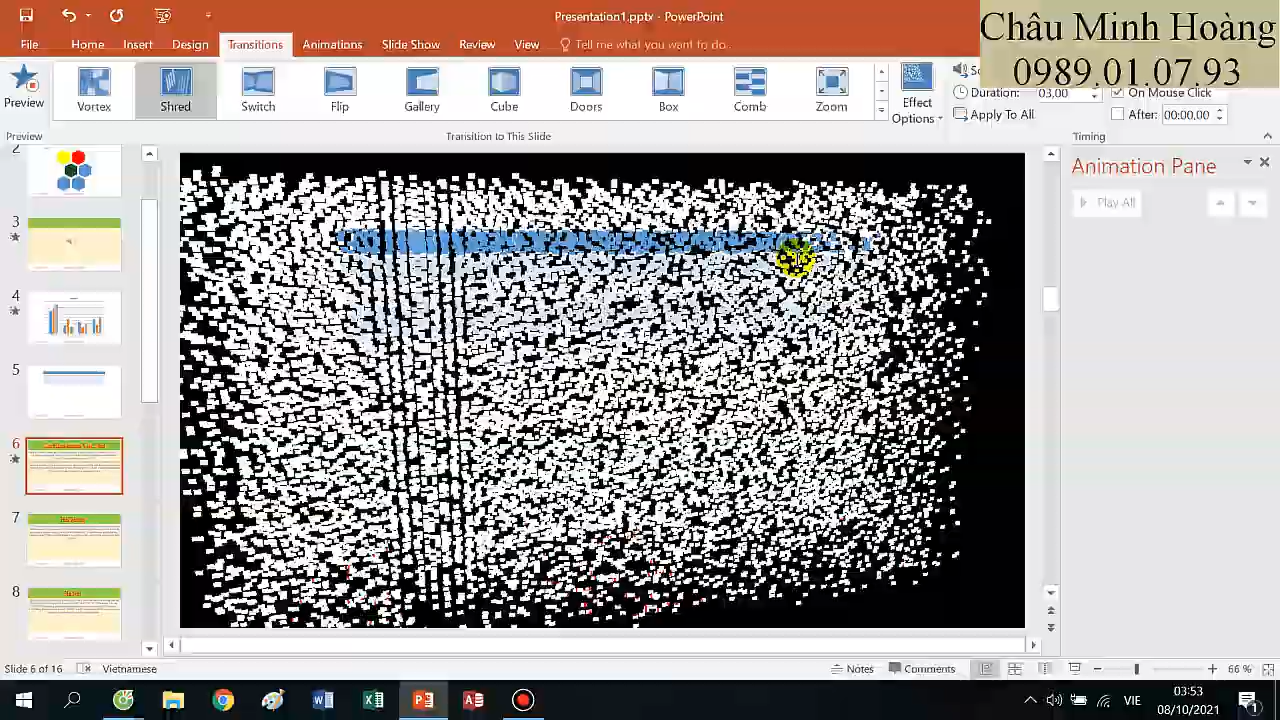 Presentation1.pptx - PowerPoint
Châu Minh Hoàng
0989.01.07.93
File Home Insert Design Transitions Animations Slide Show Review View Tell me what you want to do..
Preview
Vortex Shred Switch Flip Gallery Cube Doors Box Comb Zoom
Effect Options
Duration: 03.00
Apply To All
On Mouse Click
After: 00:00.00
Preview Transition to This Slide Timing
Animation Pane
Play All
2
3
4
5
6
7
8
Slide 6 of 16 Vietnamese Notes Comments 66 %
VIE
03:53
08/10/2021
1